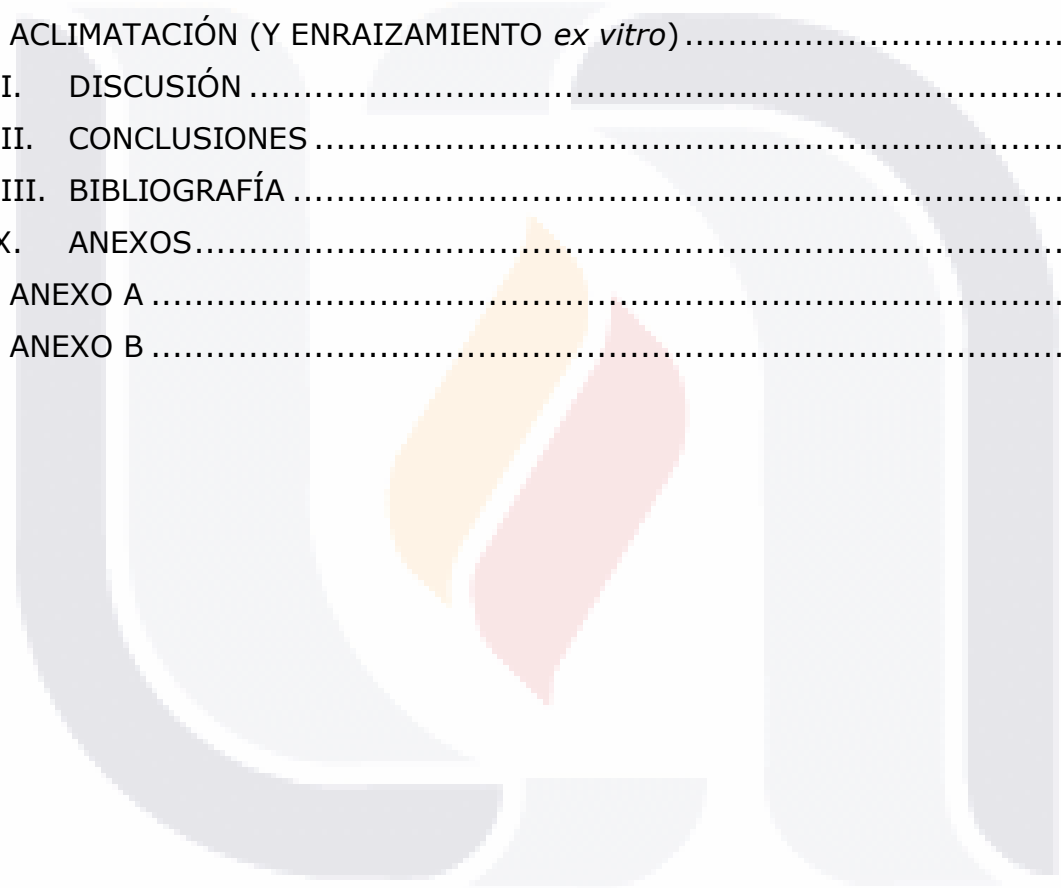 ACLIMATACIÓN (Y ENRAIZAMIENTO ex vitro)..................................
I. DISCUSIÓN..................................................................
II. CONCLUSIONES...........................................................
III. BIBLIOGRAFÍA.............................................................
X. ANEXOS.....................................................................
ANEXO A.........................................................................
ANEXO B.........................................................................